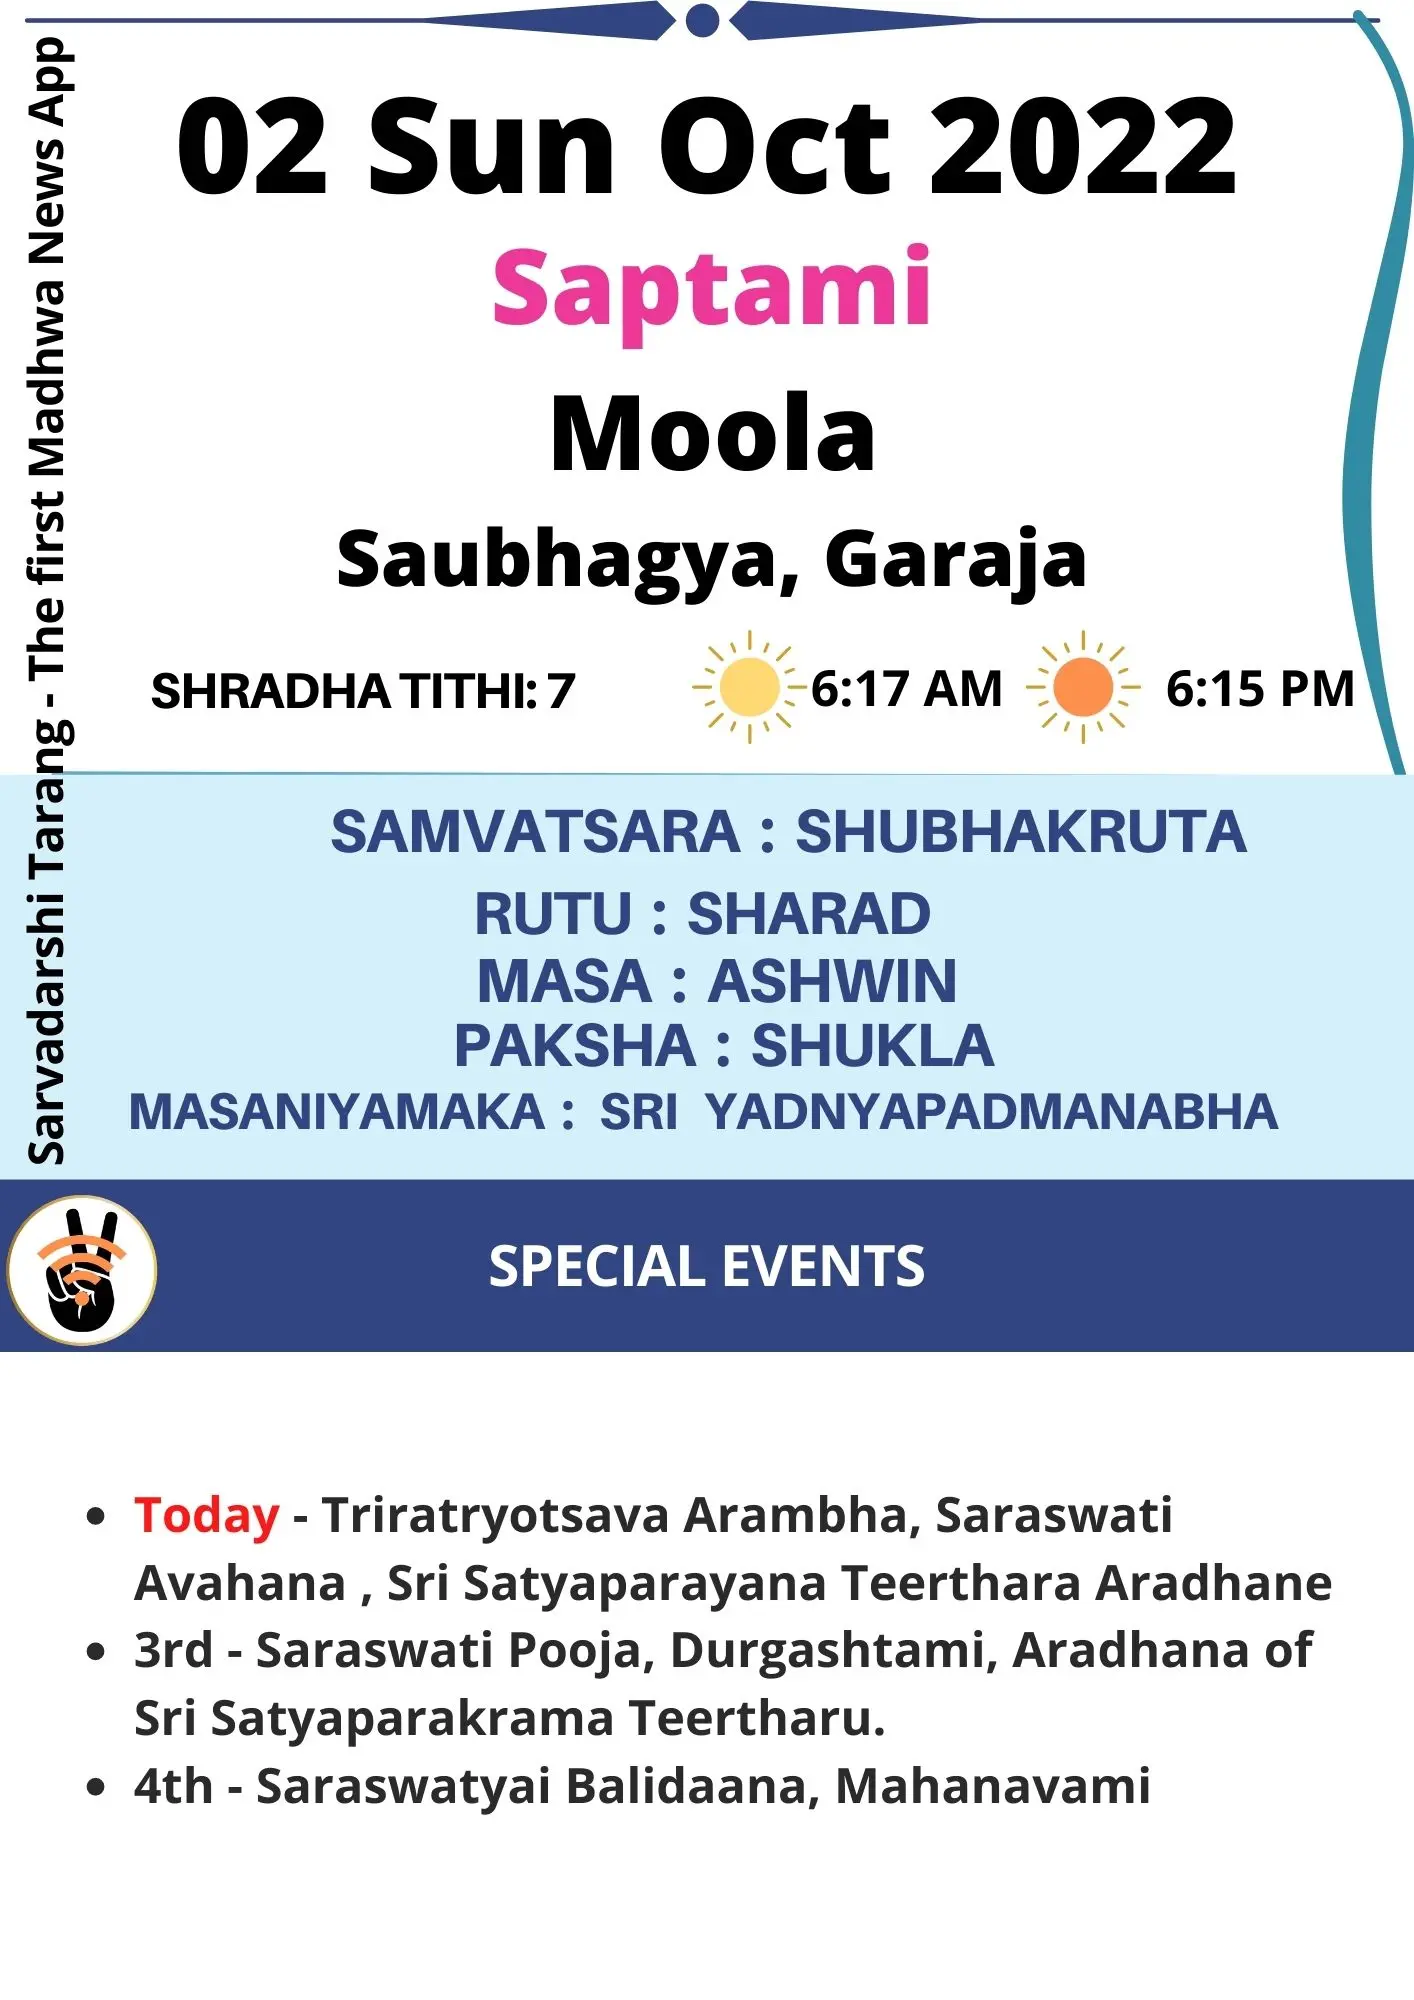 02 Sun Oct 2022
Saptami
Moola
Saubhagya, Garaja
SHRADHA TITHI: 7 6:17 AM 6:15 PM
Sarvadarshi Tarang - The first Madhwa News App
SAMVATSARA : SHUBHAKRUTA
RUTU : SHARAD
MASA : ASHWIN
PAKSHA : SHUKLA
MASANIYAMAKA : SRI YADNYAPADMANABHA
SPECIAL EVENTS
• Today - Triratryotsava Arambha, Saraswati
Avahana , Sri Satyaparayana Teerthara Aradhane
• 3rd - Saraswati Pooja, Durgashtami, Aradhana of
Sri Satyaparakrama Teertharu.
• 4th - Saraswatyai Balidaana, Mahanavami